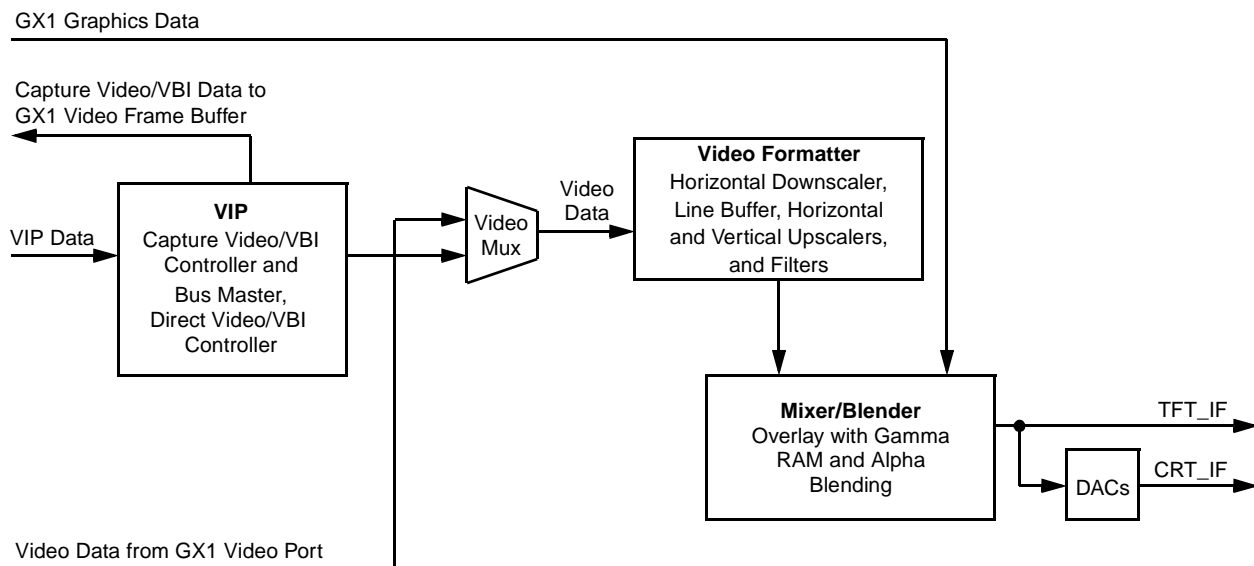 GX1 Graphics Data
Capture Video/VBI Data to
GX1 Video Frame Buffer
VIP Data
VIP
Capture Video/VBI
Controller and
Bus Master,
Direct Video/VBI
Controller
Video
Mux
Video
Data
Video Formatter
Horizontal Downscaler,
Line Buffer, Horizontal
and Vertical Upscalers,
and Filters
Mixer/Blender
Overlay with Gamma
RAM and Alpha
Blending
TFT_IF
DACs
CRT_IF
Video Data from GX1 Video Port